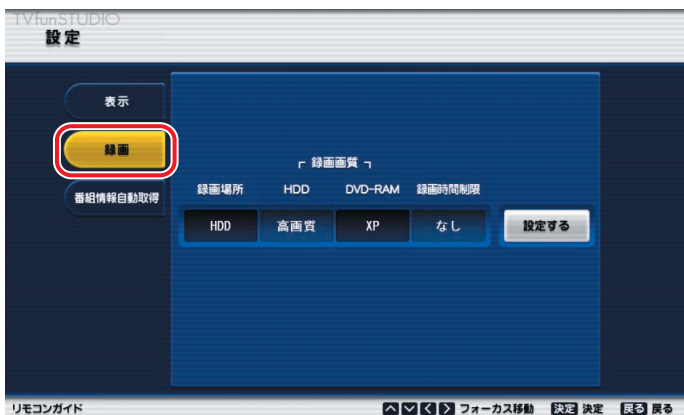 TVfunSTUDIO
設定
表示
録画
番組情報自動取得
┌ 録画画質 ┐
録画場所 HDD DVD-RAM 録画時間制限
HDD 高画質 XP なし 設定する
リモコンガイド フォーカス移動 決定 決定 戻る 戻る